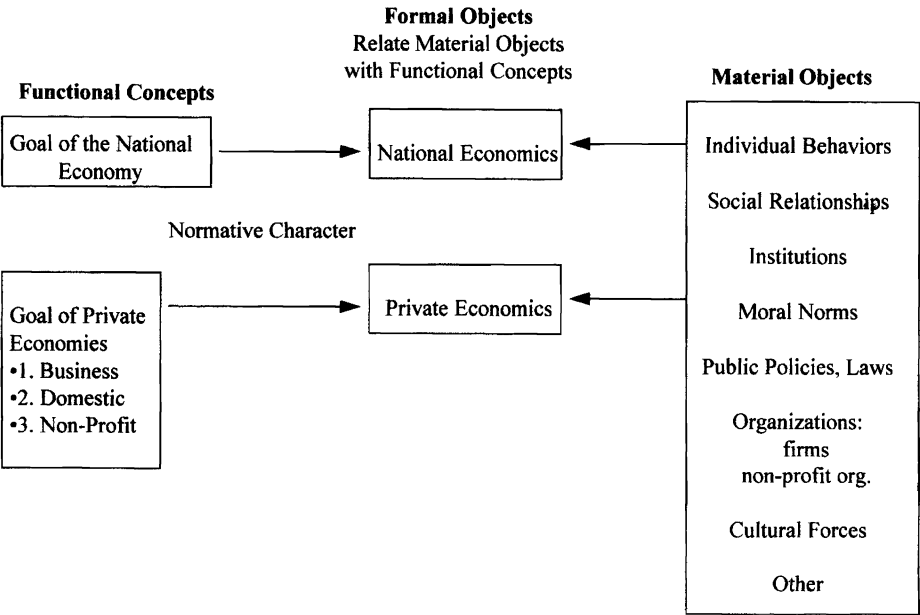 Formal Objects
Relate Material Objects
with Functional Concepts
Functional Concepts
Material Objects
Goal of the National
Economy
National Economics
Individual Behaviors
Social Relationships
Normative Character
Institutions
Goal of Private
Economies
•1. Business
•2. Domestic
•3. Non-Profit
Private Economics
Moral Norms
Public Policies, Laws
Organizations:
firms
non-profit org.
Cultural Forces
Other